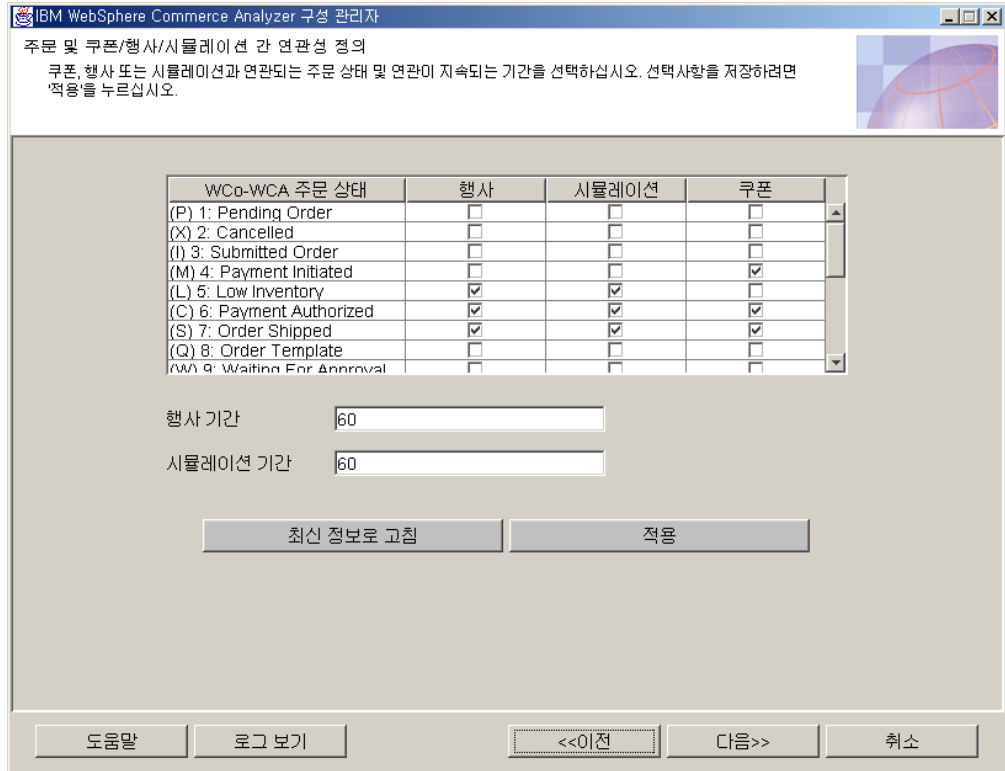 IBM WebSphere Commerce Analyzer 구성 관리자
주문 및 쿠폰/행사/시뮬레이션 간 연관성 정의
쿠폰, 행사 또는 시뮬레이션과 연관되는 주문 상태 및 연관이 지속되는 기간을 선택하십시오. 선택사항을 저장하려면
'적용'을 누르십시오.
WCo-WCA 주문 상태 행사 시뮬레이션 쿠폰
(P) 1: Pending Order
(X) 2: Cancelled
(I) 3: Submitted Order
(M) 4: Payment Initiated
(L) 5: Low Inventory
(C) 6: Payment Authorized
(S) 7: Order Shipped
(Q) 8: Order Template
(W) 9: Waiting For Approval
행사 기간 60
시뮬레이션 기간 60
최신 정보로 고침 적용
도움말 로그 보기 <<이전 다음>> 취소